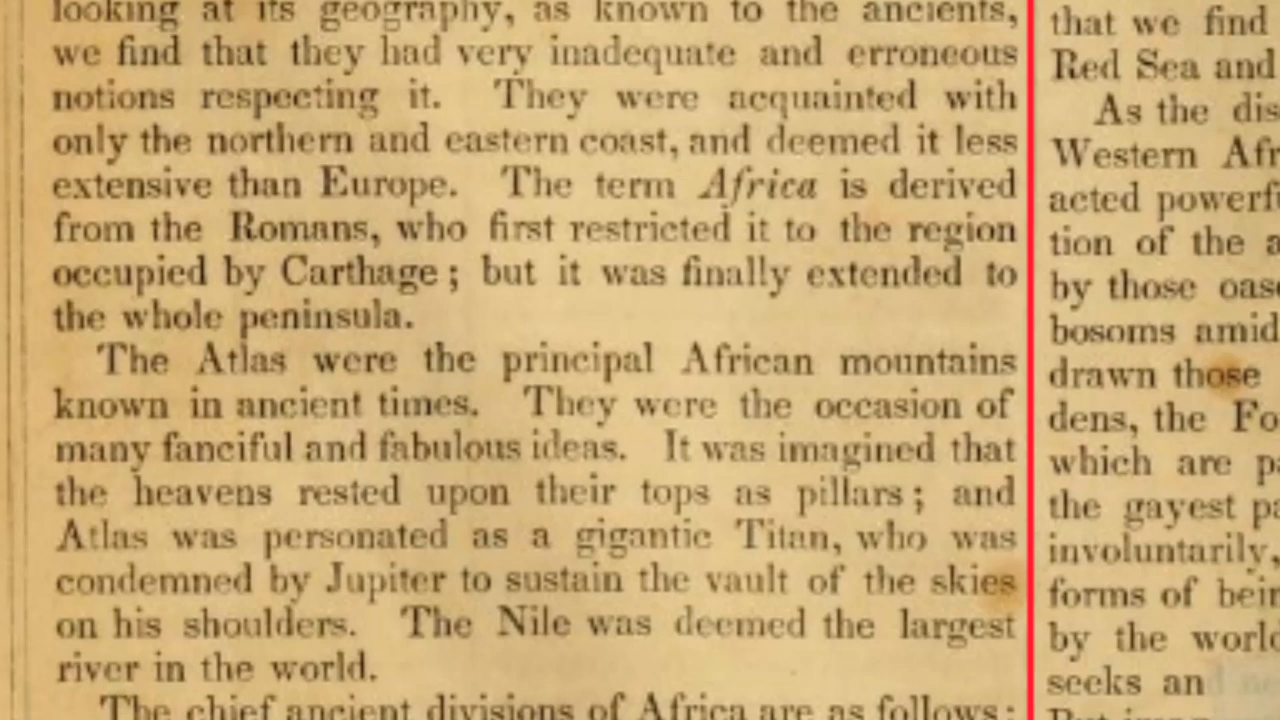 looking at its geography, as known to the ancients,
we find that they had very inadequate and erroneous
notions respecting it. They were acquainted with
only the northern and eastern coast, and deemed it less
extensive than Europe. The term Africa is derived
from the Romans, who first restricted it to the region
occupied by Carthage; but it was finally extended to
the whole peninsula.
The Atlas were the principal African mountains
known in ancient times. They were the occasion of
many fanciful and fabulous ideas. It was imagined that
the heavens rested upon their tops as pillars; and
Atlas was personated as a gigantic Titan, who was
condemned by Jupiter to sustain the vault of the skies
on his shoulders. The Nile was deemed the largest
river in the world.
The chief ancient divisions of Africa are as follows:
that we find
Red Sea and
As the dis
Western Afr
acted powerfu
tion of the a
by those oase
bosoms amid
drawn those
dens, the Fo
which are pa
the gayest pa
involuntarily,
forms of bein
by the world
seeks an